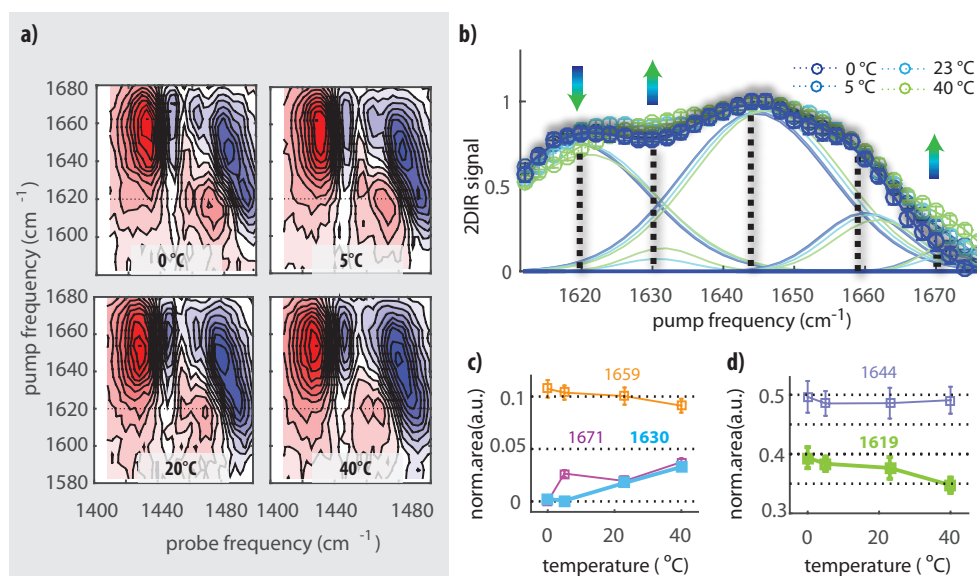 a)
1680
1660
1640
1620
1600
0°C
5°C
1680
1660
1640
1620
1600
1580
20°C
40°C
1400 1440 1480 1400 1440 1480
pump frequency (cm⁻¹)
probe frequency (cm ⁻¹)
b)
0 °C 23 °C
5 °C 40 °C
1
0.5
0
2DIR signal
1620 1630 1640 1650 1660 1670
pump frequency (cm⁻¹)
c)
1659
0.1
0.05
1671 1630
0
norm.area(a.u.)
0 20 40
temperature ( °C)
d)
1644
0.5
1619
0.4
0.3
norm.area(a.u.)
0 20 40
temperature ( °C)